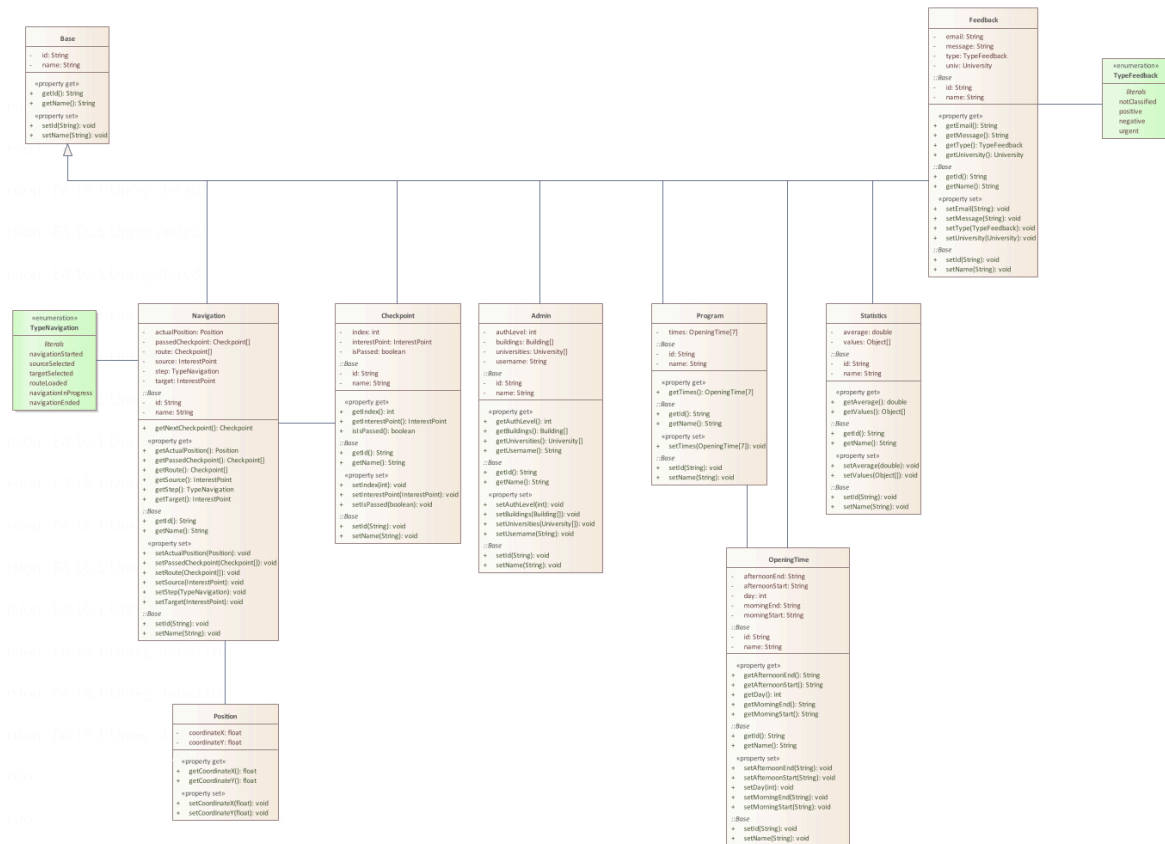 Base
- id: String
- name: String
«property get»
+ getId(): String
+ getName(): String
«property set»
+ setId(String): void
+ setName(String): void
Feedback
- email: String
- message: String
- type: TypeFeedback
- univ: University
::Base
- id: String
- name: String
«property get»
+ getEmail(): String
+ getMessage(): String
+ getType(): TypeFeedback
+ getUniversity(): University
::Base
+ getId(): String
+ getName(): String
«property set»
+ setEmail(String): void
+ setMessage(String): void
+ setType(TypeFeedback): void
+ setUniversity(University): void
::Base
+ setId(String): void
+ setName(String): void
«enumeration»
TypeFeedback
literals
notClassified
positive
negative
urgent
«enumeration»
TypeNavigation
literals
navigationStarted
sourceSelected
targetSelected
routeLoaded
navigationInProgress
navigationEnded
Navigation
- actualPosition: Position
- passedCheckpoint: Checkpoint[]
- route: Checkpoint[]
- source: InterestPoint
- step: TypeNavigation
- target: InterestPoint
::Base
- id: String
- name: String
+ getNextCheckpoint(): Checkpoint
«property get»
+ getActualPosition(): Position
+ getPassedCheckpoint(): Checkpoint[]
+ getRoute(): Checkpoint[]
+ getSource(): InterestPoint
+ getStep(): TypeNavigation
+ getTarget(): InterestPoint
::Base
+ getId(): String
+ getName(): String
«property set»
+ setActualPosition(Position): void
+ setPassedCheckpoint(Checkpoint[]): void
+ setRoute(Checkpoint[]): void
+ setSource(InterestPoint): void
+ setStep(TypeNavigation): void
+ setTarget(InterestPoint): void
::Base
+ setId(String): void
+ setName(String): void
Checkpoint
- index: int
- interestPoint: InterestPoint
- isPassed: boolean
::Base
- id: String
- name: String
«property get»
+ getIndex(): int
+ getInterestPoint(): InterestPoint
+ isIsPassed(): boolean
::Base
+ getId(): String
+ getName(): String
«property set»
+ setIndex(int): void
+ setInterestPoint(InterestPoint): void
+ setIsPassed(boolean): void
::Base
+ setId(String): void
+ setName(String): void
Admin
- authLevel: int
- buildings: Building[]
- universities: University[]
- username: String
::Base
- id: String
- name: String
«property get»
+ getAuthLevel(): int
+ getBuildings(): Building[]
+ getUniversities(): University[]
+ getUsername(): String
::Base
+ getId(): String
+ getName(): String
«property set»
+ setAuthLevel(int): void
+ setBuildings(Building[]): void
+ setUniversities(University[]): void
+ setUsername(String): void
::Base
+ setId(String): void
+ setName(String): void
Program
- times: OpeningTime[7]
::Base
- id: String
- name: String
«property get»
+ getTimes(): OpeningTime[7]
::Base
+ getId(): String
+ getName(): String
«property set»
+ setTimes(OpeningTime[7]): void
::Base
+ setId(String): void
+ setName(String): void
Statistics
- average: double
- values: Object[]
::Base
- id: String
- name: String
«property get»
+ getAverage(): double
+ getValues(): Object[]
::Base
+ getId(): String
+ getName(): String
«property set»
+ setAverage(double): void
+ setValues(Object[]): void
::Base
+ setId(String): void
+ setName(String): void
OpeningTime
- afternoonEnd: String
- afternoonStart: String
- day: int
- morningEnd: String
- morningStart: String
::Base
- id: String
- name: String
«property get»
+ getAfternoonEnd(): String
+ getAfternoonStart(): String
+ getDay(): int
+ getMorningEnd(): String
+ getMorningStart(): String
::Base
+ getId(): String
+ getName(): String
«property set»
+ setAfternoonEnd(String): void
+ setAfternoonStart(String): void
+ setDay(int): void
+ setMorningEnd(String): void
+ setMorningStart(String): void
::Base
+ setId(String): void
+ setName(String): void
Position
- coordinateX: float
- coordinateY: float
«property get»
+ getCoordinateX(): float
+ getCoordinateY(): float
«property set»
+ setCoordinateX(float): void
+ setCoordinateY(float): void